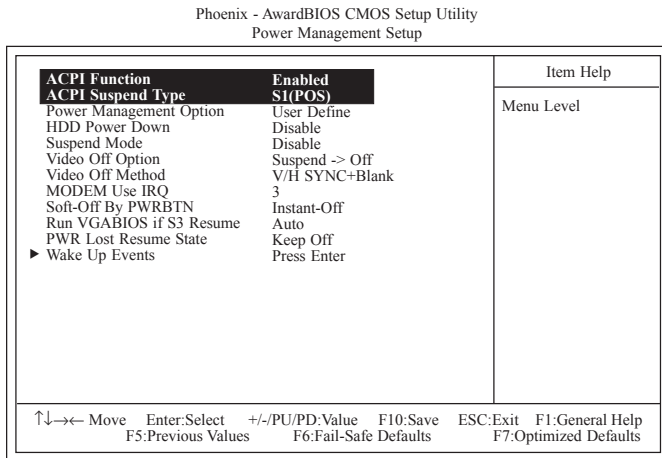 Phoenix - AwardBIOS CMOS Setup Utility
Power Management Setup
Item Help
ACPI Function Enabled
ACPI Suspend Type S1(POS)
Menu Level
Power Management Option User Define
HDD Power Down Disable
Suspend Mode Disable
Video Off Option Suspend -> Off
Video Off Method V/H SYNC+Blank
MODEM Use IRQ 3
Soft-Off By PWRBTN Instant-Off
Run VGABIOS if S3 Resume Auto
PWR Lost Resume State Keep Off
▶ Wake Up Events Press Enter
↑↓→← Move Enter:Select +/-/PU/PD:Value F10:Save ESC:Exit F1:General Help
F5:Previous Values F6:Fail-Safe Defaults F7:Optimized Defaults